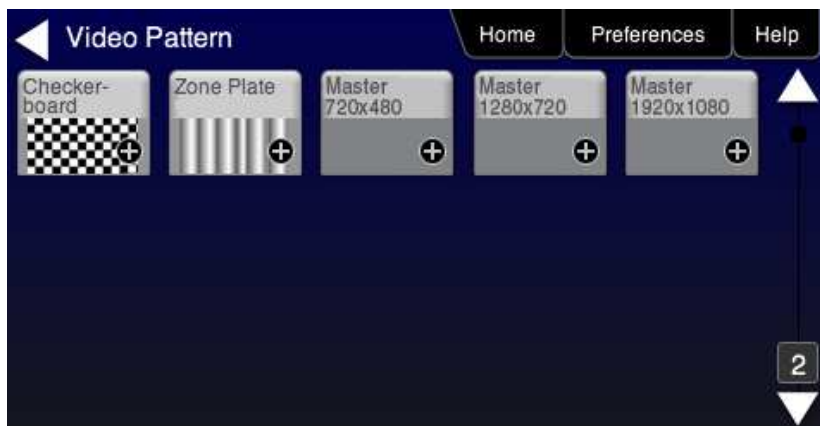 Video Pattern
Home
Preferences
Help
Checker-
board
Zone Plate
Master
720x480
Master
1280x720
Master
1920x1080
2